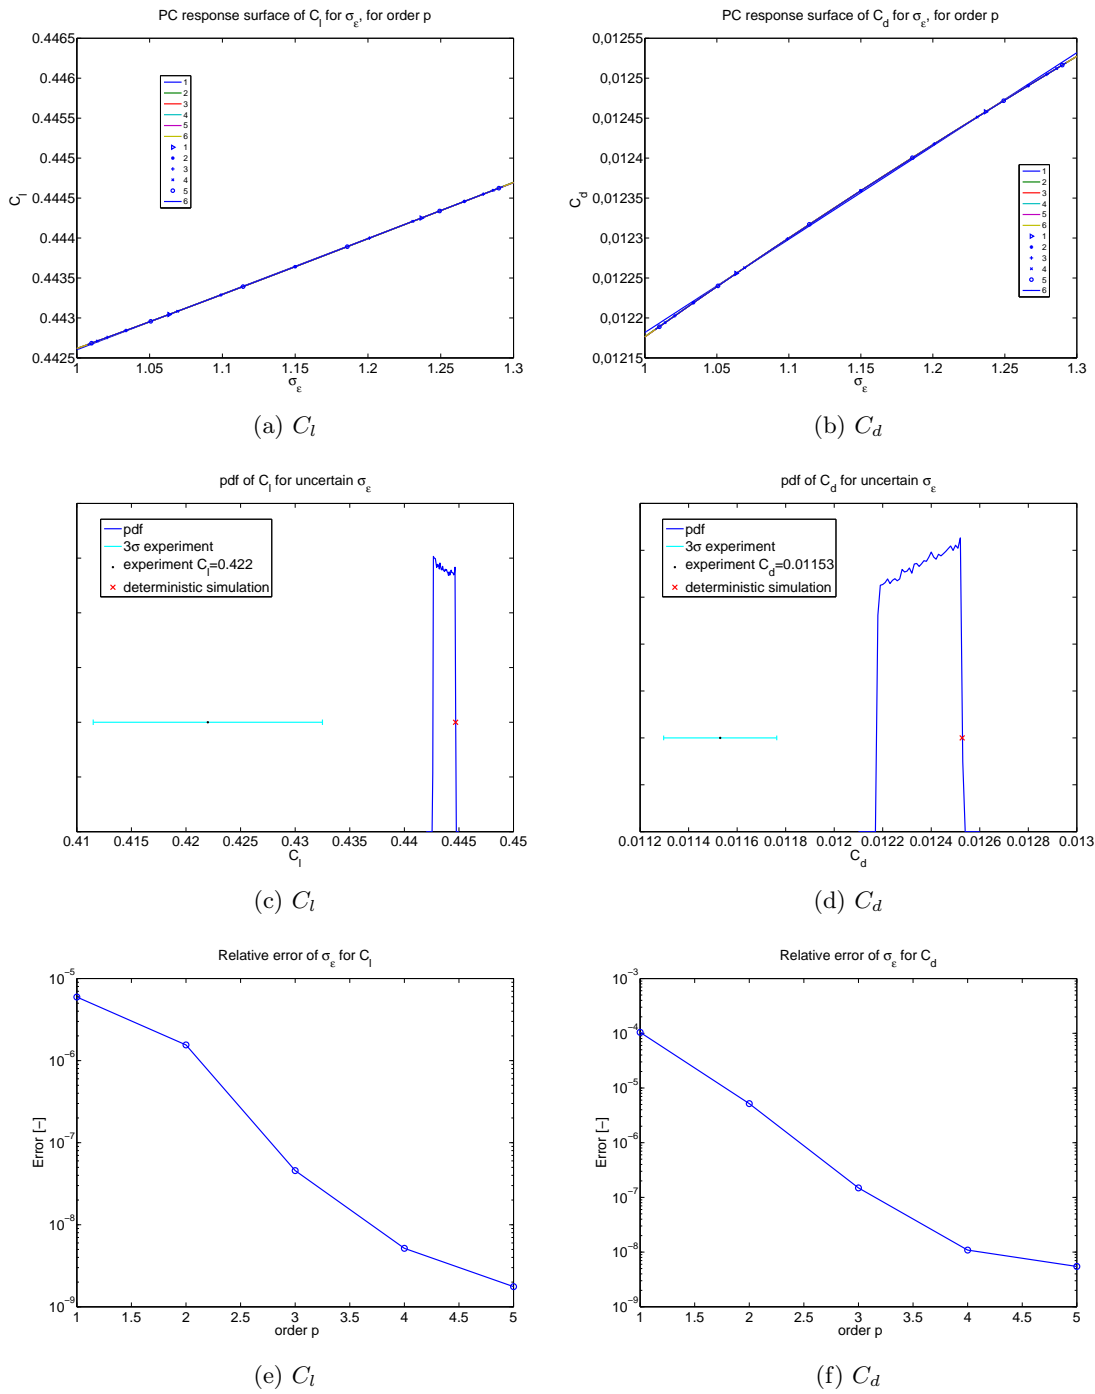 PC response surface of C_l for σ_ε, for order p
0.4465
0.446
0.4455
0.445
0.4445
0.444
0.4435
0.443
0.4425
C_l
1
2
3
4
5
6
1
2
3
4
5
6
1 1.05 1.1 1.15 1.2 1.25 1.3
σ_ε
(a) C_l
PC response surface of C_d for σ_ε, for order p
0,01255
0,0125
0,01245
0,0124
0,01235
0,0123
0,01225
0,0122
0,01215
C_d
1
2
3
4
5
6
1
2
3
4
5
6
1 1.05 1.1 1.15 1.2 1.25 1.3
σ_ε
(b) C_d
pdf of C_l for uncertain σ_ε
pdf
3σ experiment
experiment C_l=0.422
deterministic simulation
0.41 0.415 0.42 0.425 0.43 0.435 0.44 0.445 0.45
C_l
(c) C_l
pdf of C_d for uncertain σ_ε
pdf
3σ experiment
experiment C_d=0.01153
deterministic simulation
0.0112 0.0114 0.0116 0.0118 0.012 0.0122 0.0124 0.0126 0.0128 0.013
C_d
(d) C_d
Relative error of σ_ε for C_l
10^−5
10^−6
10^−7
10^−8
10^−9
Error [−]
1 1.5 2 2.5 3 3.5 4 4.5 5
order p
(e) C_l
Relative error of σ_ε for C_d
10^−3
10^−4
10^−5
10^−6
10^−7
10^−8
10^−9
Error [−]
1 1.5 2 2.5 3 3.5 4 4.5 5
order p
(f) C_d